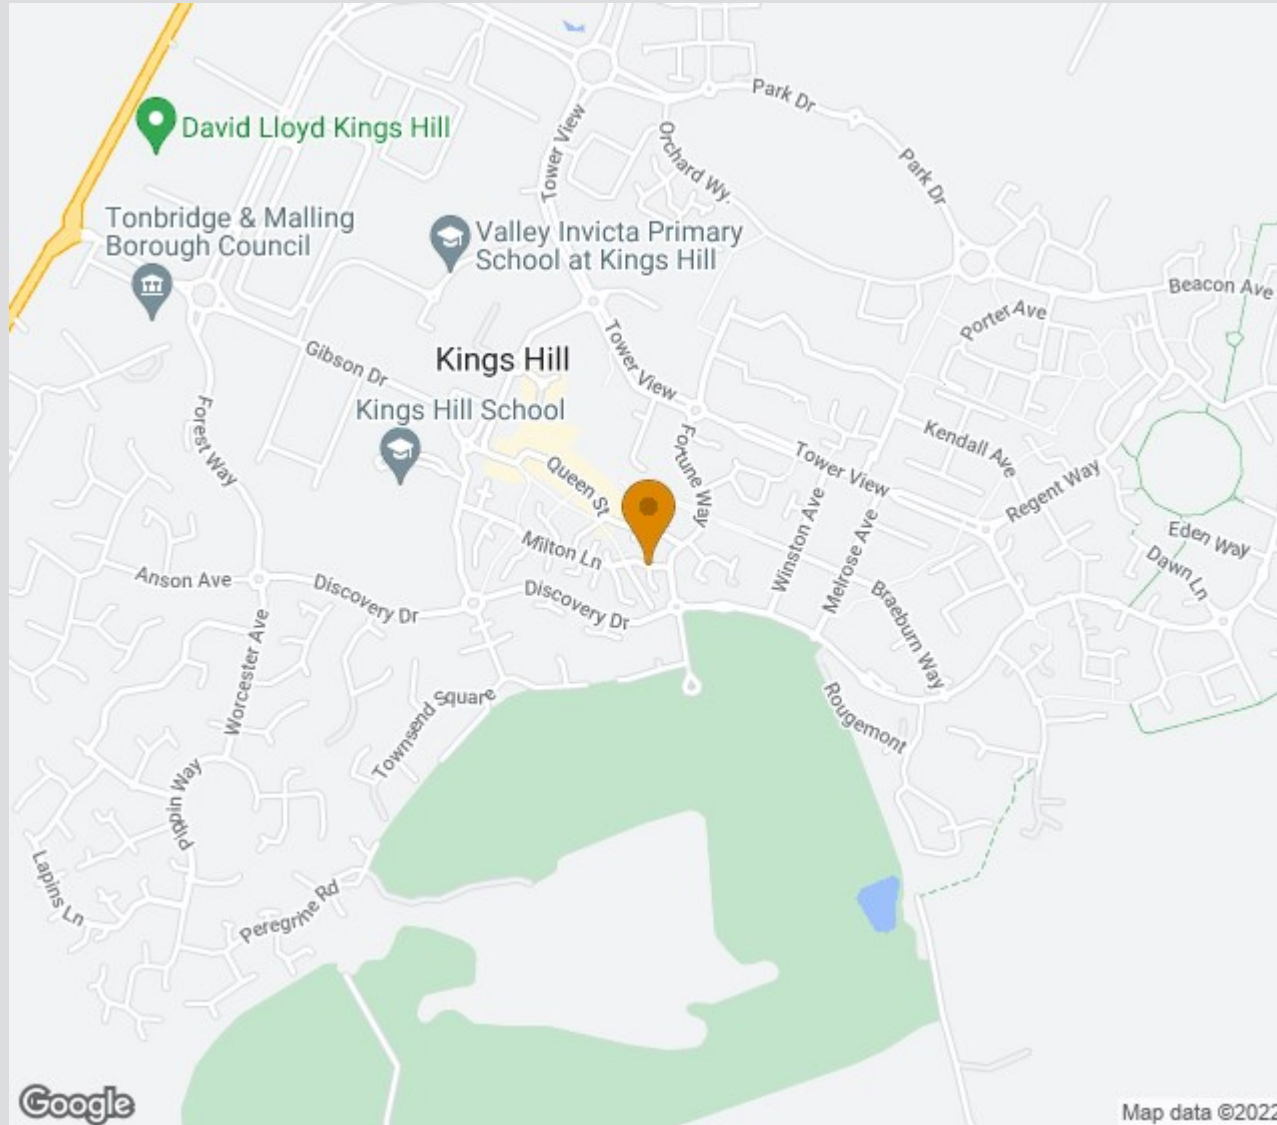 Park Dr
David Lloyd Kings Hill
Tower View
Orchard Wy.
Park Dr
Tonbridge & Malling
Borough Council
Valley Invicta Primary
School at Kings Hill
Beacon Ave
Porter Ave
Gibson Dr
Kings Hill
Tower View
Kings Hill School
Forest Way
Fortune Way
Kendall Ave
Queen St
Tower View
Regent Way
Winston Ave
Melrose Ave
Eden Way
Milton Ln
Dawn Ln
Anson Ave
Discovery Dr
Discovery Dr
Braeburn Way
Worcester Ave
Townsend Square
Rougemont
Pippin Way
Lapins Ln
Peregrine Rd
Google
Map data ©2022